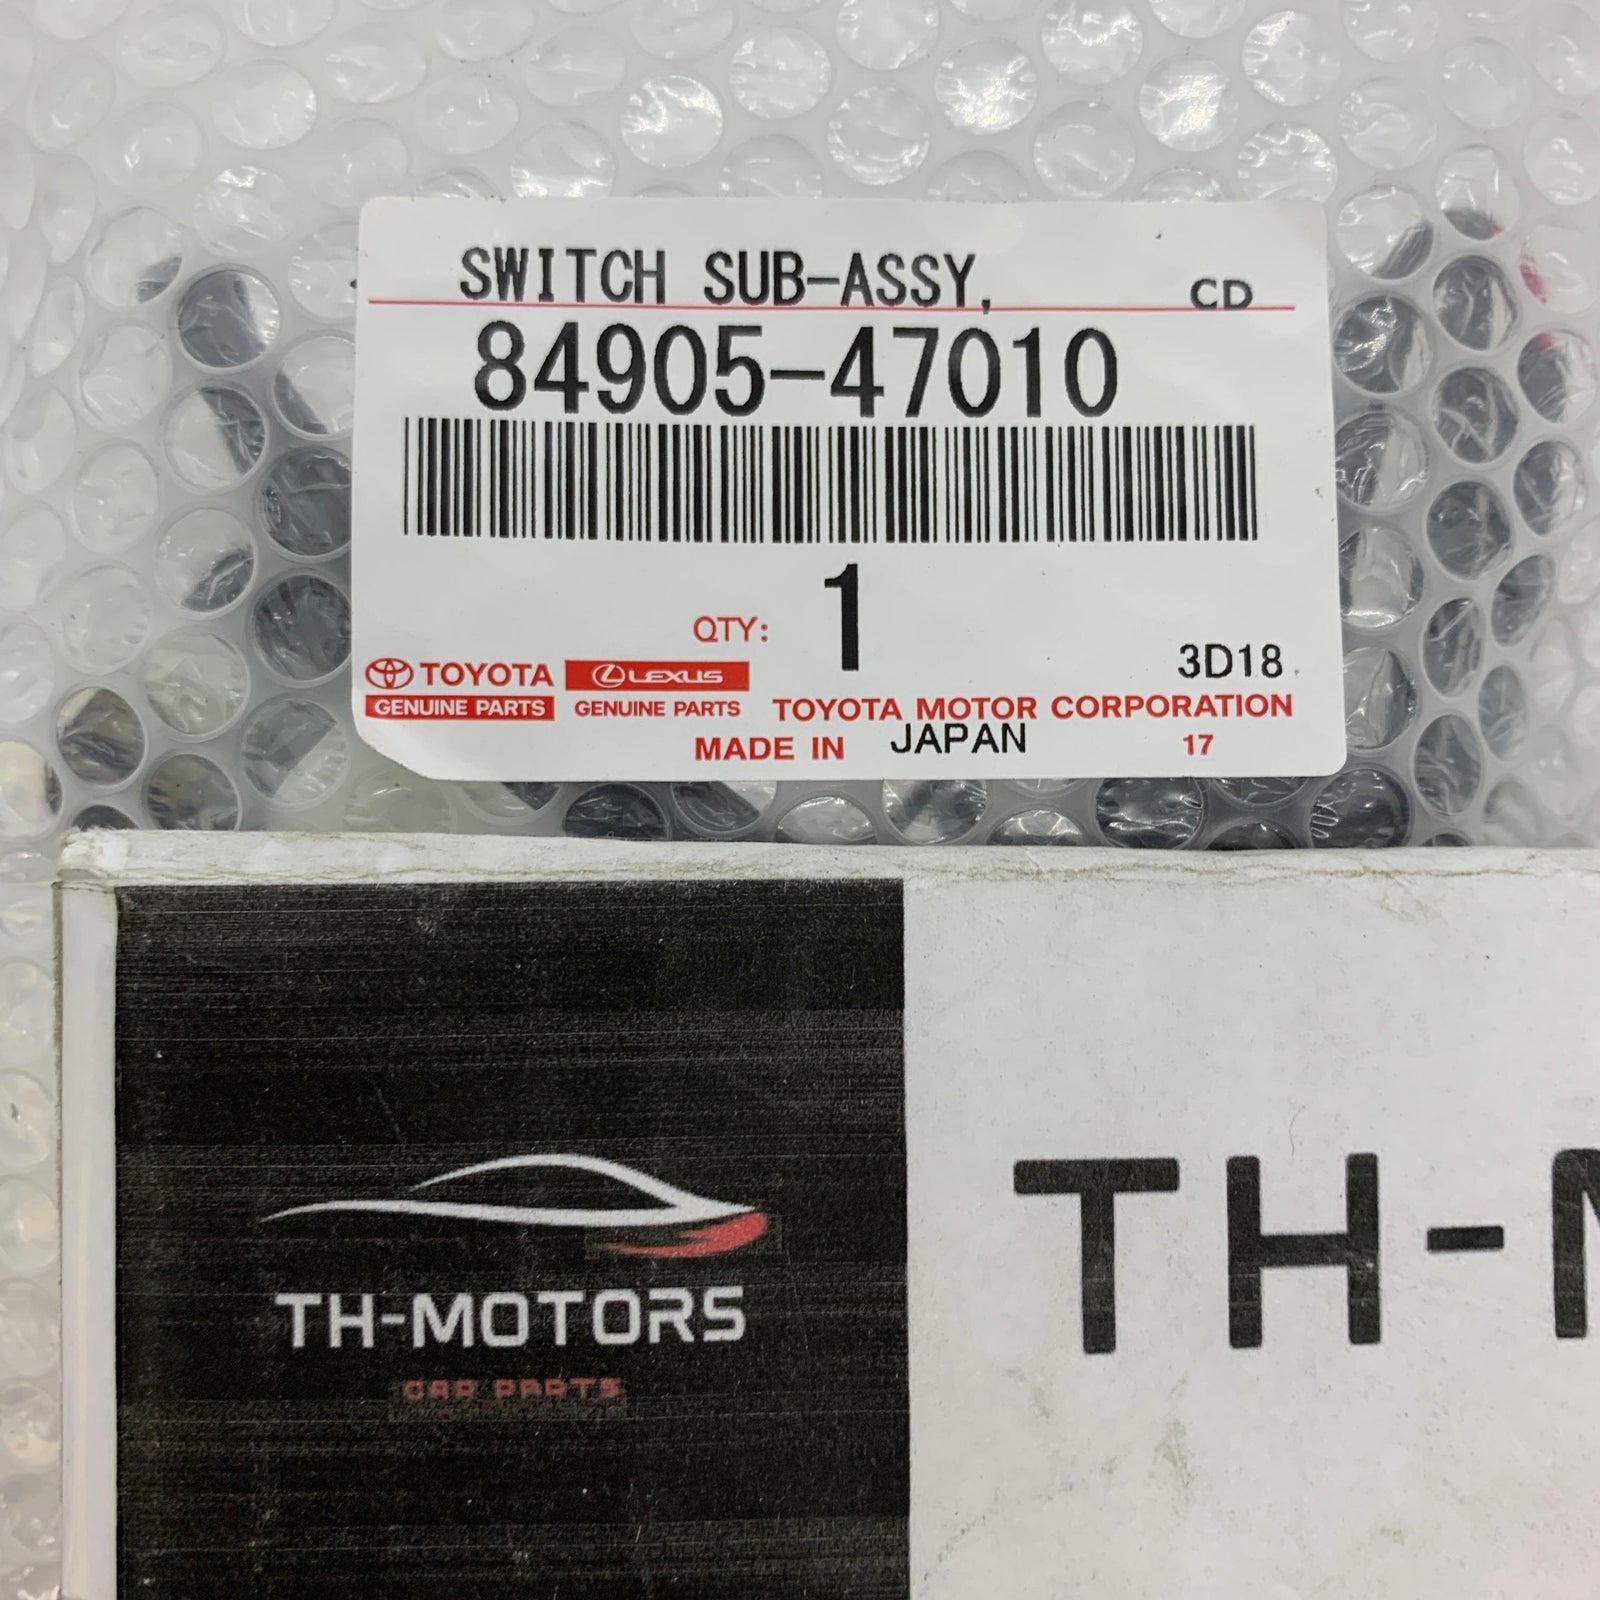 SWITCH SUB-ASSY, CD
84905-47010
QTY: 1
3D18
TOYOTA LEXUS
GENUINE PARTS GENUINE PARTS TOYOTA MOTOR CORPORATION
MADE IN JAPAN 17
TH-M
TH-MOTORS
CAR PARTS